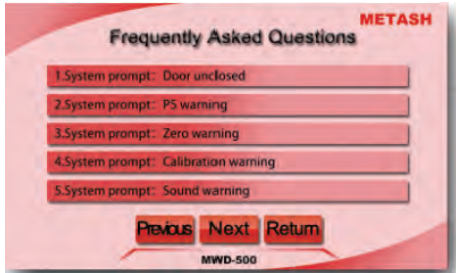 METASH
Frequently Asked Questions
1.System prompt: Door unclosed
2.System prompt: PS warning
3.System prompt: Zero warning
4.System prompt: Calibration warning
5.System prompt: Sound warning
Previous Next Return
MWD-500